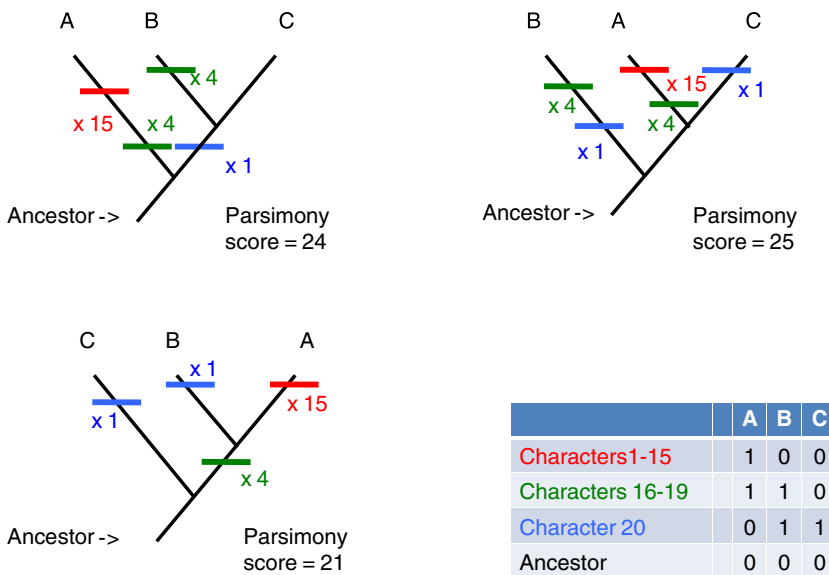 A B C
x 4
x 15
x 4
x 1
Ancestor ->
Parsimony
score = 24
B A C
x 15
x 1
x 4
x 4
x 1
Ancestor ->
Parsimony
score = 25
C B A
x 1
x 1
x 15
x 4
Ancestor ->
Parsimony
score = 21
A B C
Characters1-15 1 0 0
Characters 16-19 1 1 0
Character 20 0 1 1
Ancestor 0 0 0